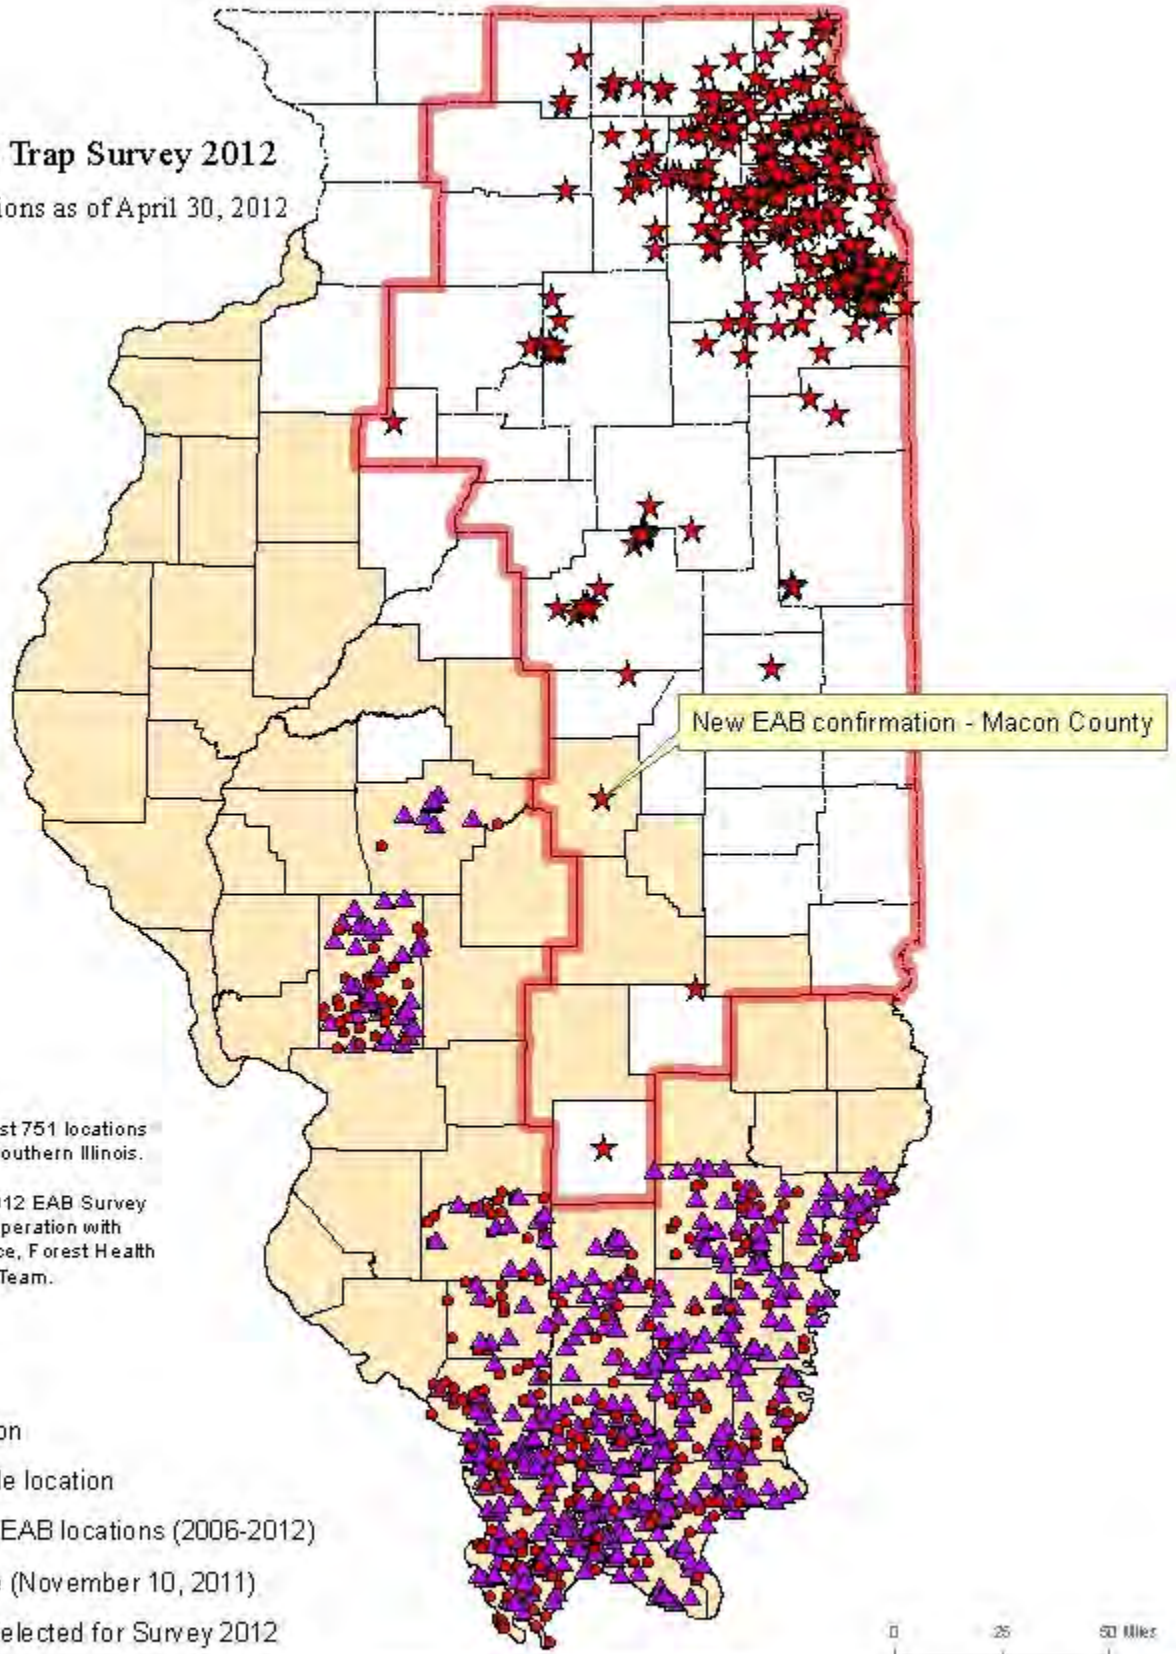 Trap Survey 2012
ions as of April 30, 2012
New EAB confirmation - Macon County
st 751 locations
outhern Illinois.
12 EAB Survey
peration with
ce, Forest Health
Team.
on
le location
EAB locations (2006-2012)
(November 10, 2011)
elected for Survey 2012
0 25 50 Miles